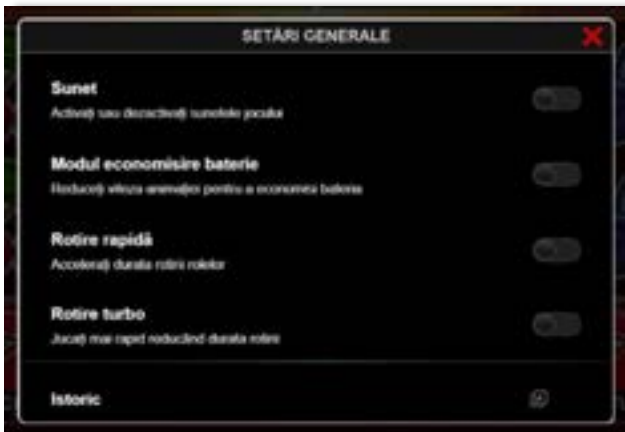 SETĂRI GENERALE
Sunet
Activați sau dezactivați sunetele jocului
Modul economisire baterie
Reduceți viteza animației pentru a economisi bateria
Rotire rapidă
Accelerați durata rotirii rolelor
Rotire turbo
Jucați mai rapid reducând durata rotirii
Istoric